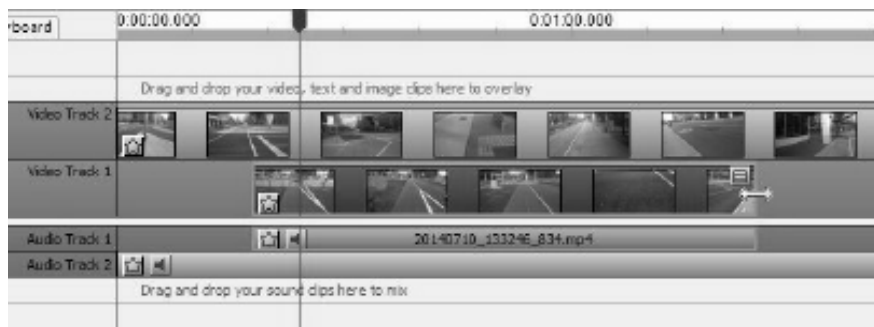 yboard 0:00:00.000 0:01:00.000
Drag and drop your video, text and image clips here to overlay
Video Track 2
Video Track 1
Audio Track 1 20140710_133246_834.mp4
Audio Track 2
Drag and drop your sound clips here to mix